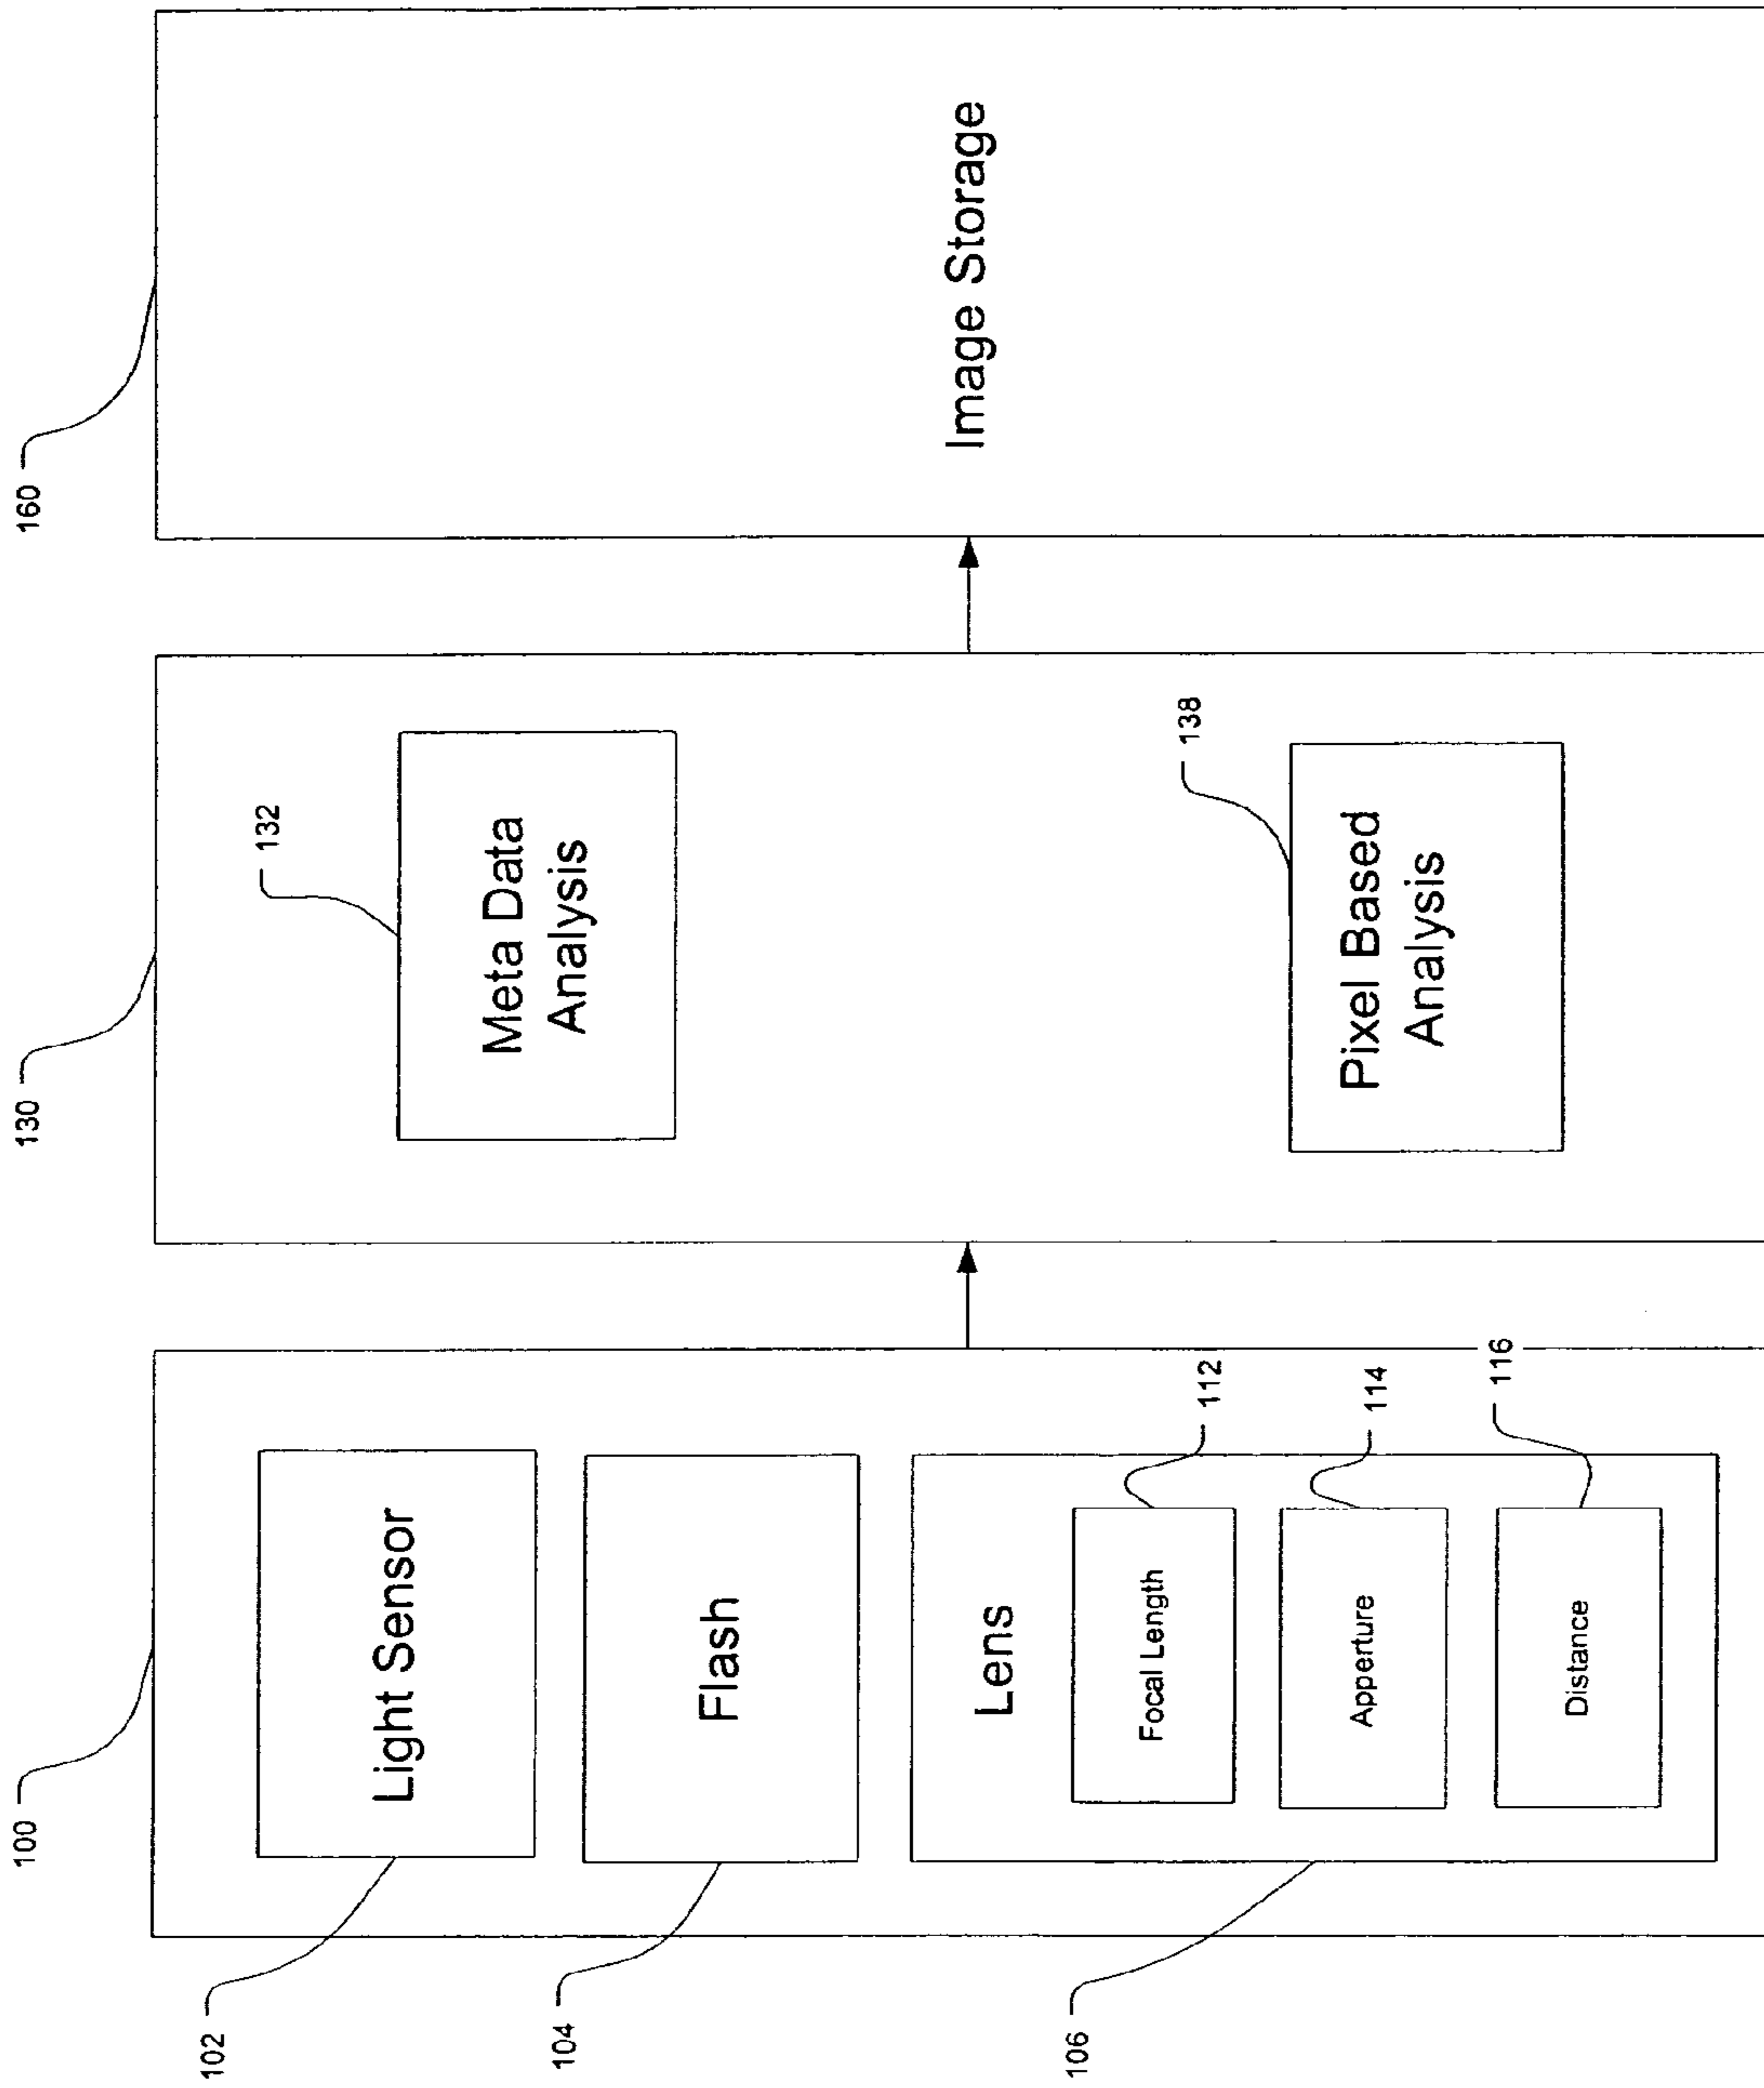 100
102
Light Sensor
104
Flash
106
Lens
112
Focal Length
114
Apperture
116
Distance
130
132
Meta Data
Analysis
138
Pixel Based
Analysis
160
Image Storage